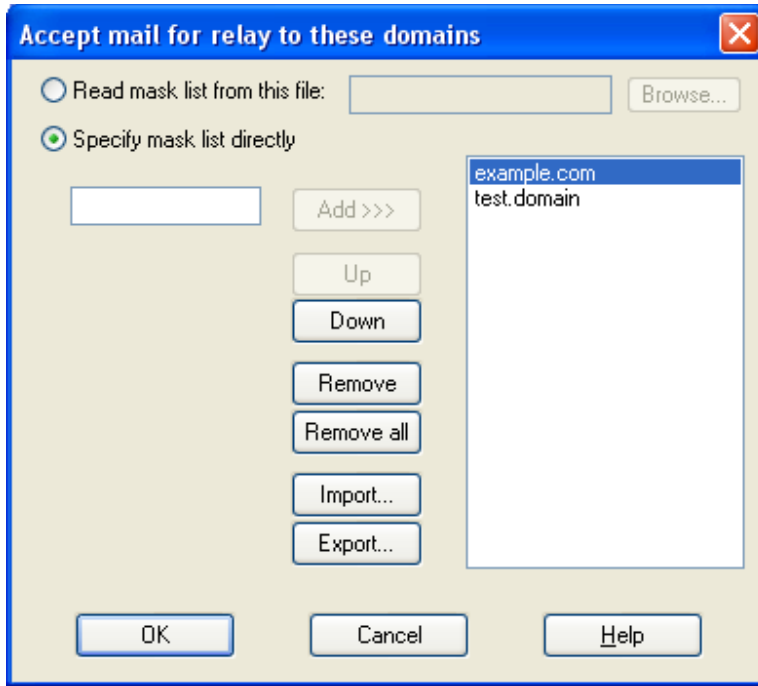 Accept mail for relay to these domains
Read mask list from this file:
Browse...
Specify mask list directly
example.com
test.domain
Add >>>
Up
Down
Remove
Remove all
Import...
Export...
OK
Cancel
Help